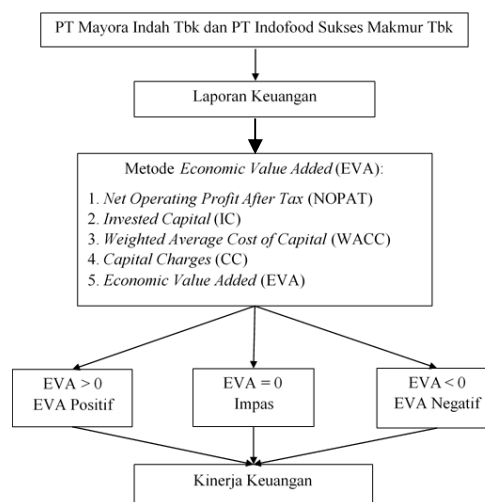 PT Mayora Indah Tbk dan PT Indofood Sukses Makmur Tbk
Laporan Keuangan
Metode Economic Value Added (EVA):
1. Net Operating Profit After Tax (NOPAT)
2. Invested Capital (IC)
3. Weighted Average Cost of Capital (WACC)
4. Capital Charges (CC)
5. Economic Value Added (EVA)
EVA > 0
EVA Positif
EVA = 0
Impas
EVA < 0
EVA Negatif
Kinerja Keuangan